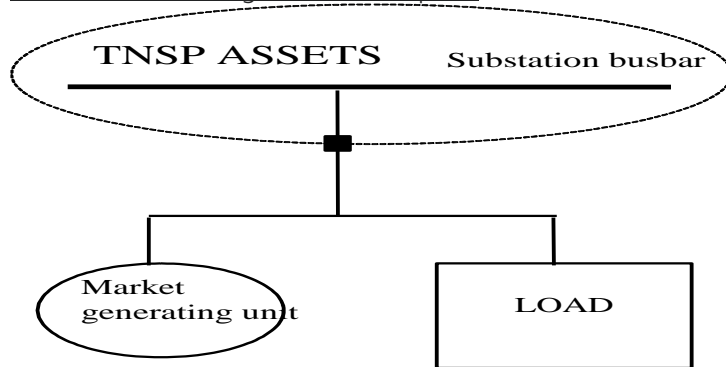 TNSP ASSETS
Substation busbar
Market
generating unit
LOAD